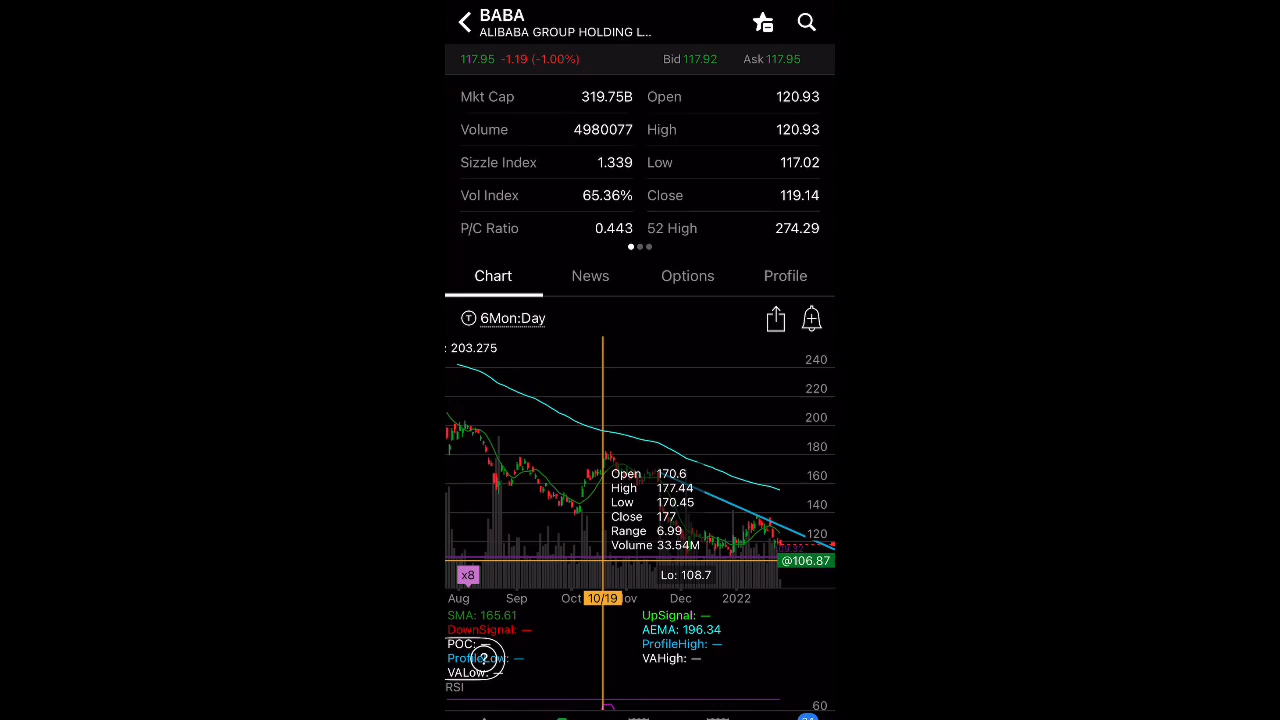 BABA
ALIBABA GROUP HOLDING L...
117.95 -1.19 (-1.00%) Bid 117.92 Ask 117.95
Mkt Cap 319.75B Open 120.93
Volume 4980077 High 120.93
Sizzle Index 1.339 Low 117.02
Vol Index 65.36% Close 119.14
P/C Ratio 0.443 52 High 274.29
Chart News Options Profile
T 6Mon:Day
: 203.275
240
220
200
180
160
140
120
Open 170.6
High 177.44
Low 170.45
Close 177
Range 6.99
Volume 33.54M
@106.87
x8
Lo: 108.7
Aug Sep Oct 10/19 ov Dec 2022
SMA: 165.61 UpSignal: —
DownSignal: — AEMA: 196.34
POC: — ProfileHigh: —
ProfileLow: — VAHigh: —
VALow: —
?
RSI
60